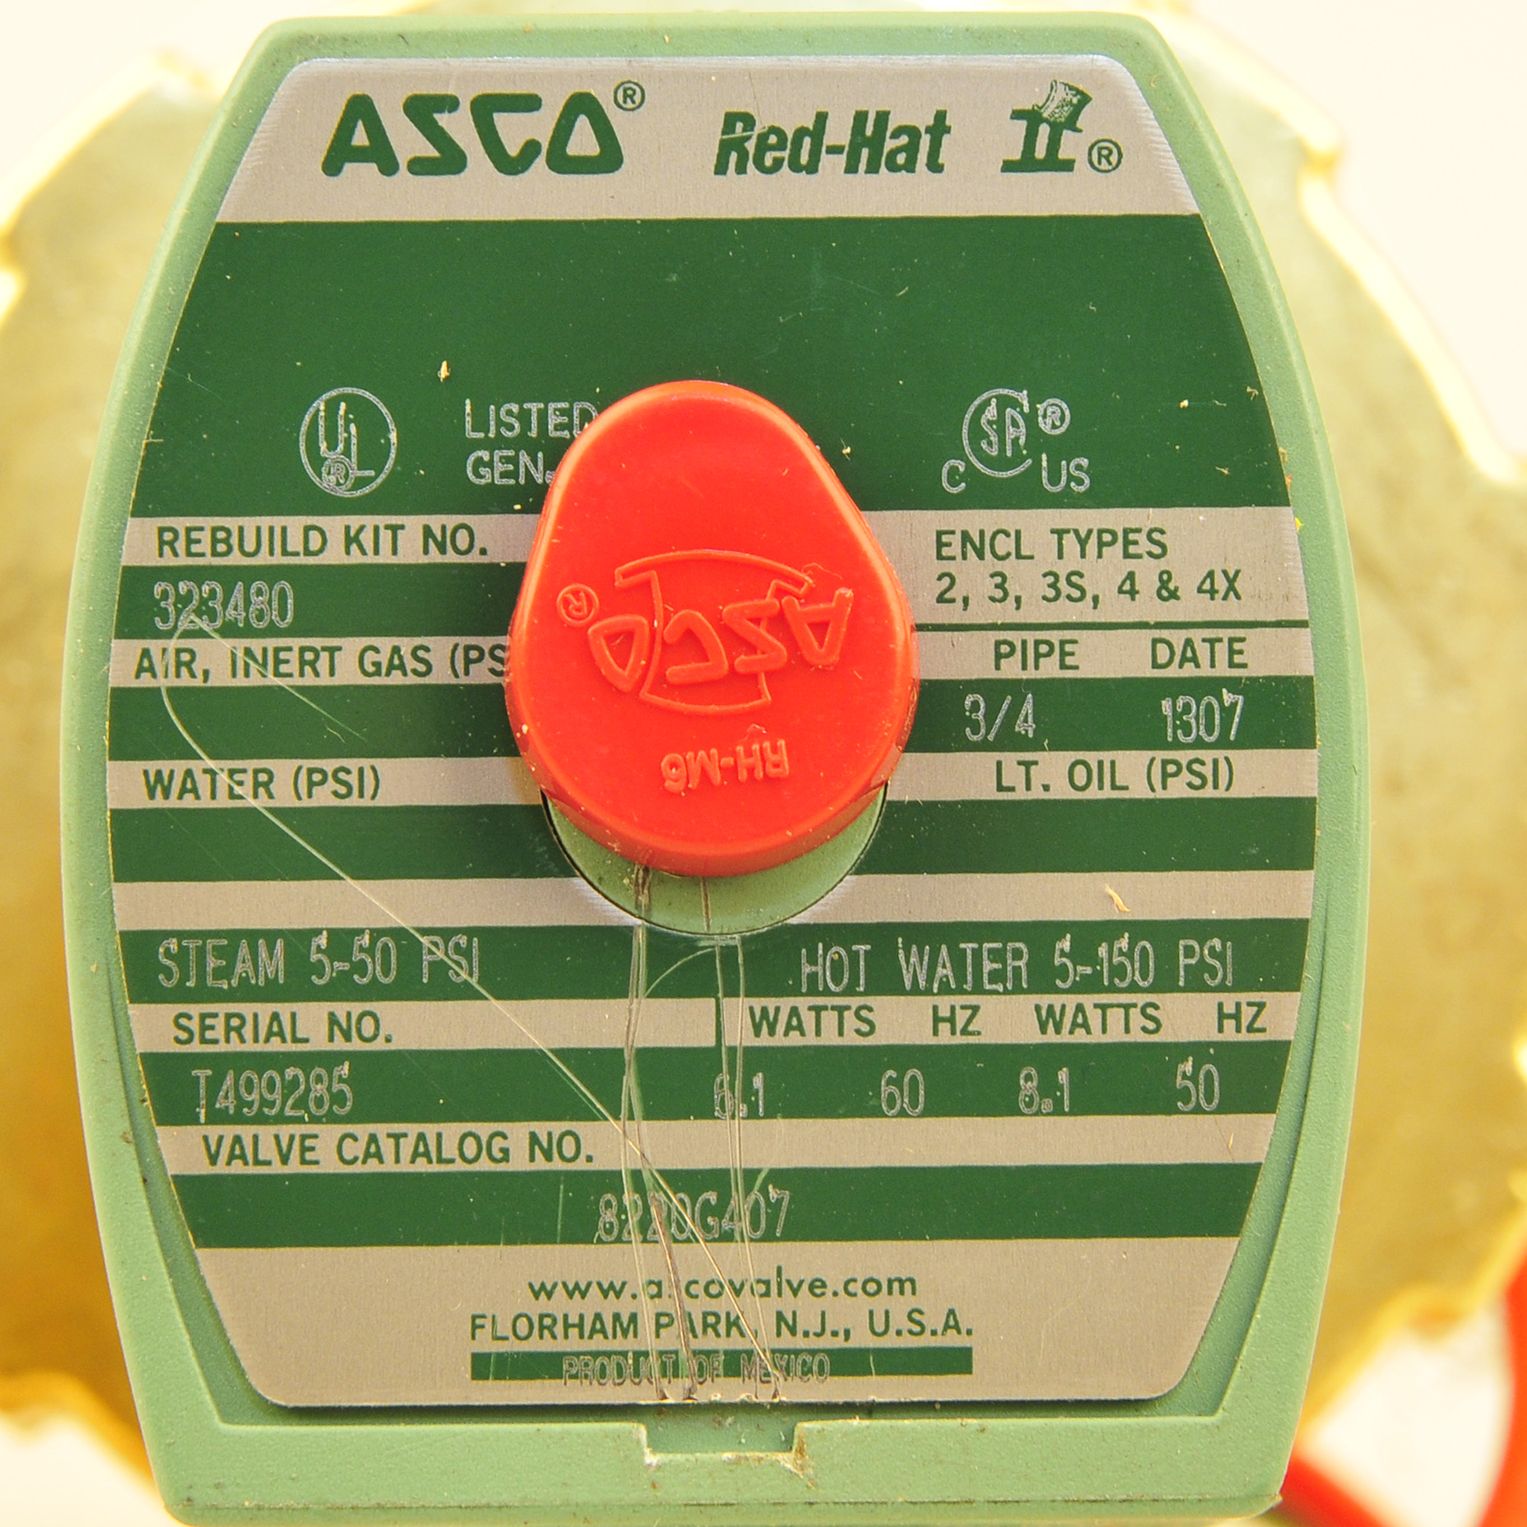 ASCO® Red-Hat II®
UL® LISTED CSA®
GEN. C US
REBUILD KIT NO. ENCL TYPES
323480 2, 3, 3S, 4 & 4X
AIR, INERT GAS (PS PIPE DATE
3/4 1307
WATER (PSI) LT. OIL (PSI)
ASCO®
RH-M6
STEAM 5-50 PSI HOT WATER 5-150 PSI
SERIAL NO. WATTS HZ WATTS HZ
T499285 6.1 60 8.1 50
VALVE CATALOG NO.
8220G407
www.ascovalve.com
FLORHAM PARK, N.J., U.S.A.
PRODUCT OF MEXICO